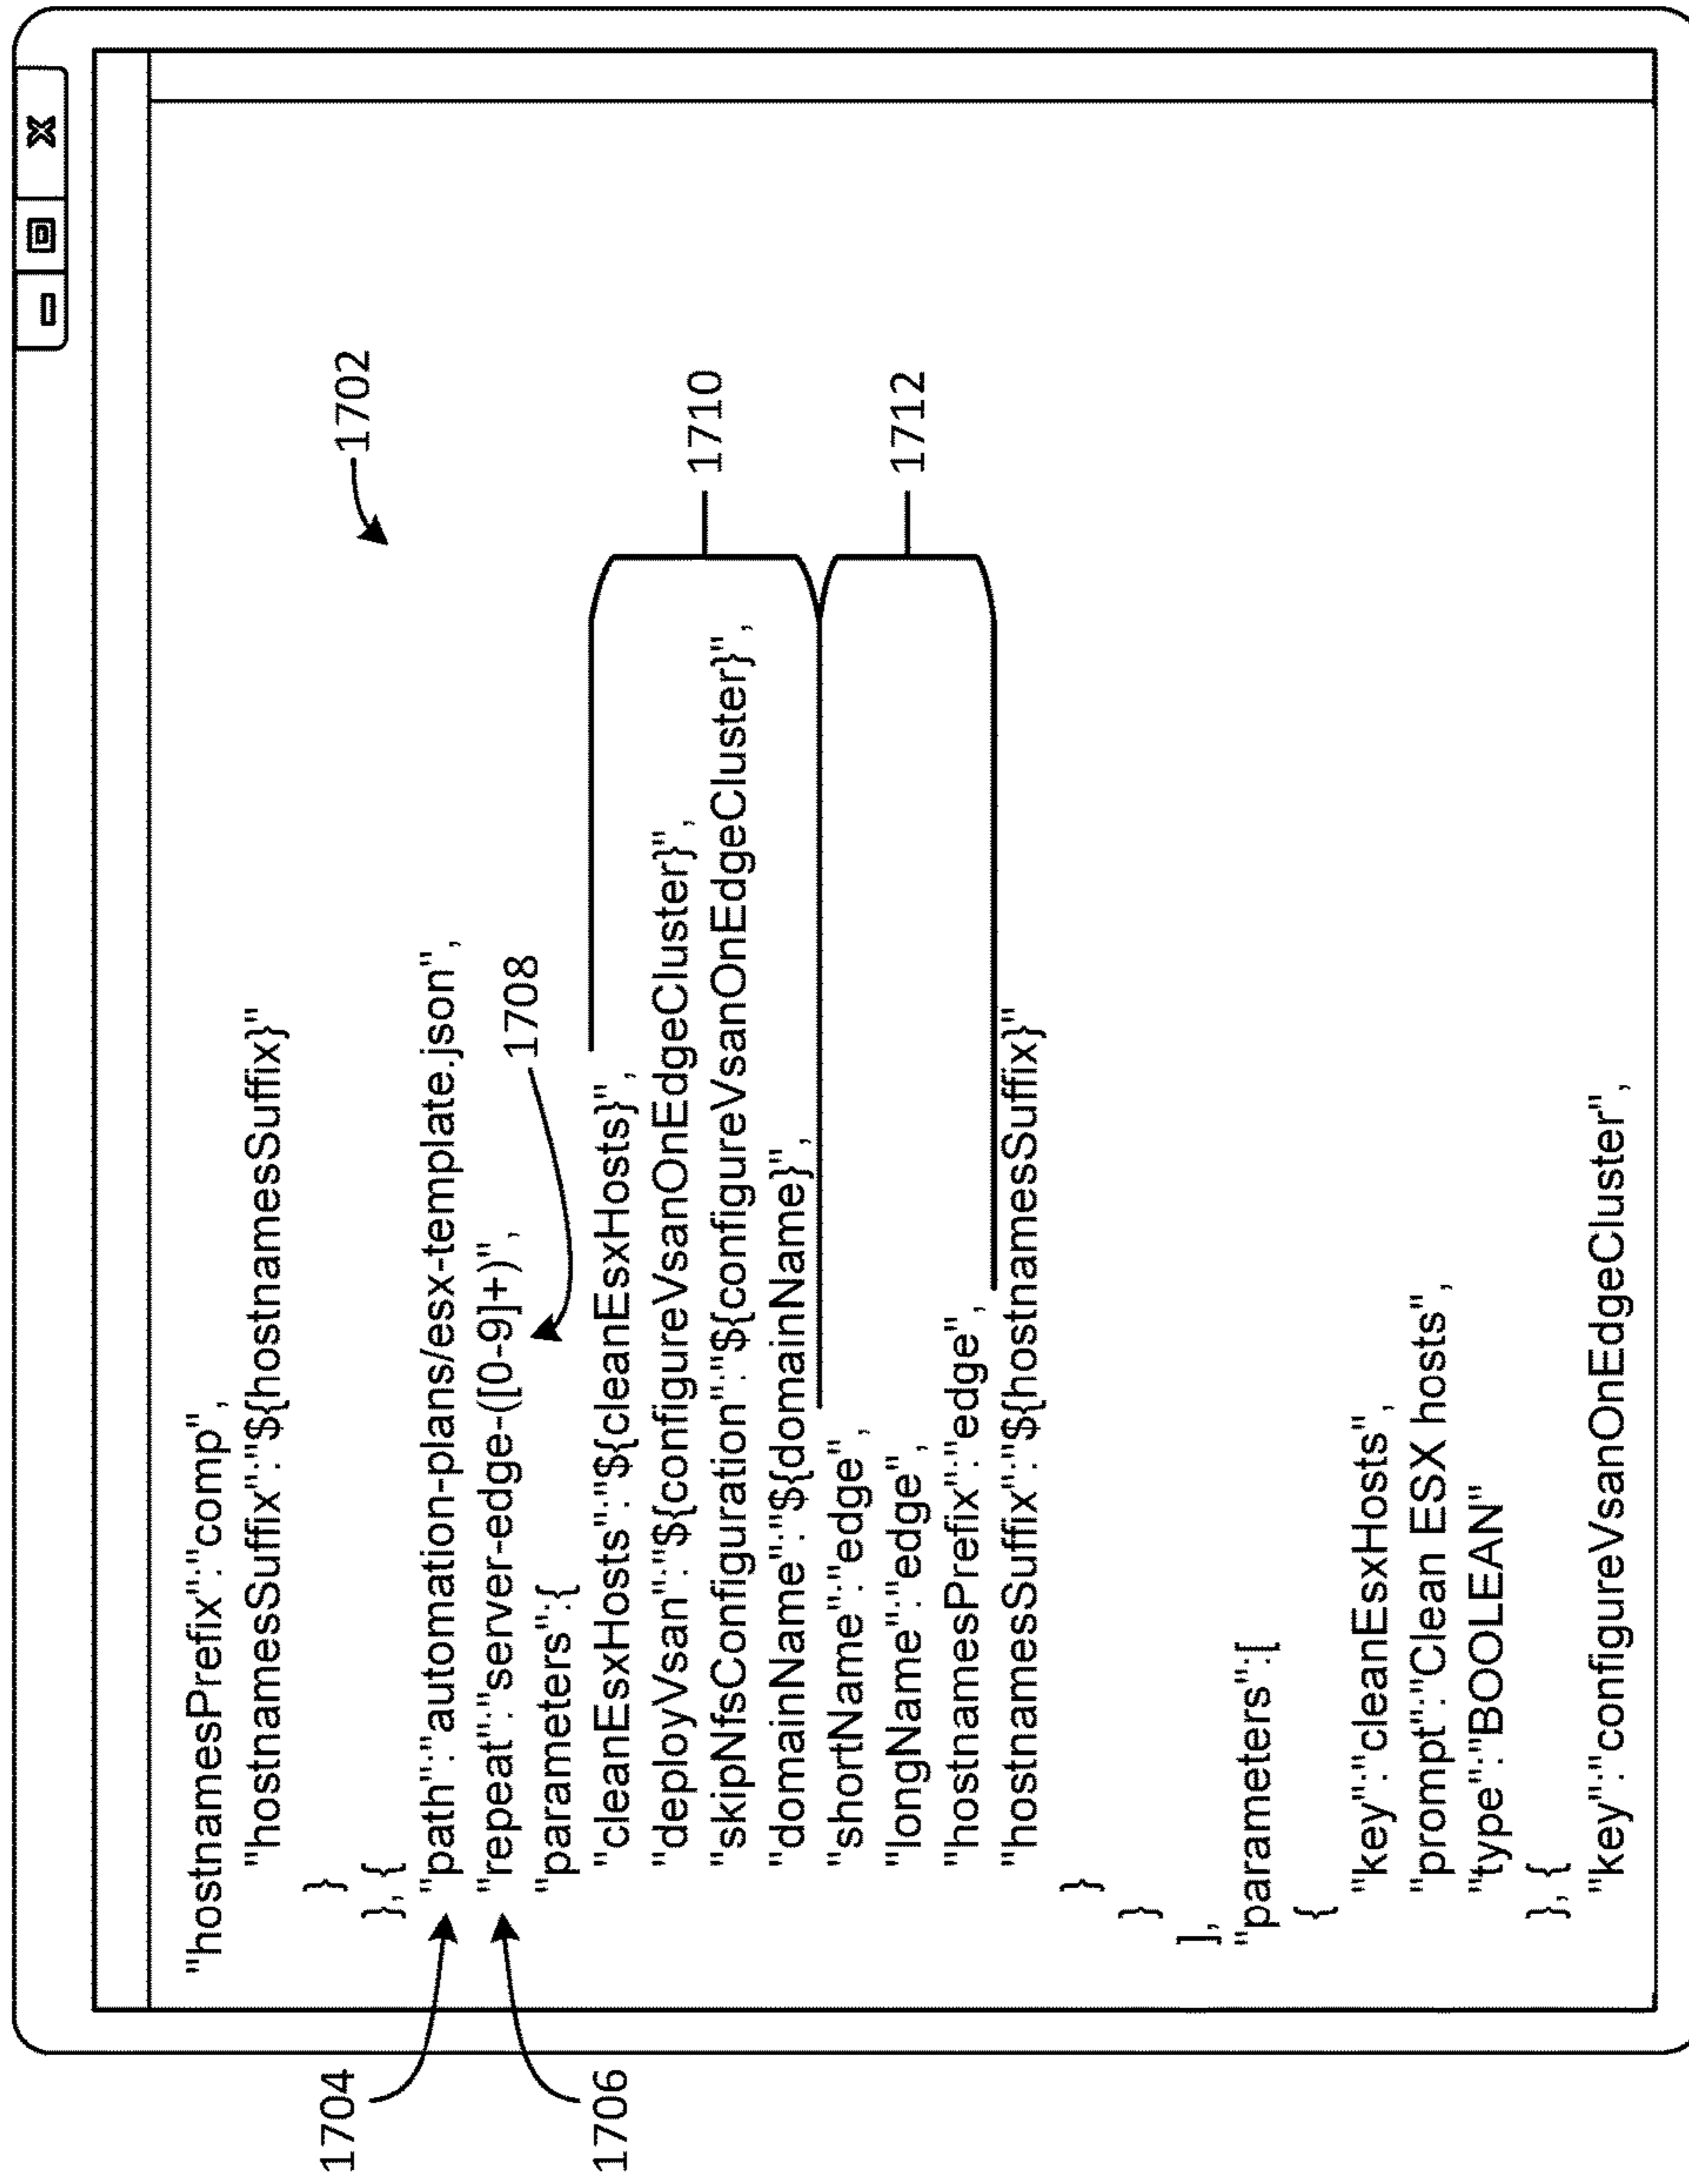 X
1702
"hostnamesPrefix":"comp",
"hostnamesSuffix":"${hostnamesSuffix}"
}
},{
1704
"path":"automation-plans/esx-template.json",
1706
"repeat":"server-edge-([0-9]+)",
1708
"parameters":{
"cleanEsxHosts":"${cleanEsxHosts}",
"deployVsan":"${configureVsanOnEdgeCluster}",
1710
"skipNfsConfiguration":"${configureVsanOnEdgeCluster}",
"domainName":"${domainName}",
"shortName":"edge",
"longName":"edge",
1712
"hostnamesPrefix":"edge",
"hostnamesSuffix":"${hostnamesSuffix}"
}
}
],
"parameters":[
{
"key":"cleanEsxHosts",
"prompt":"Clean ESX hosts",
"type":"BOOLEAN"
},{
"key":"configureVsanOnEdgeCluster",